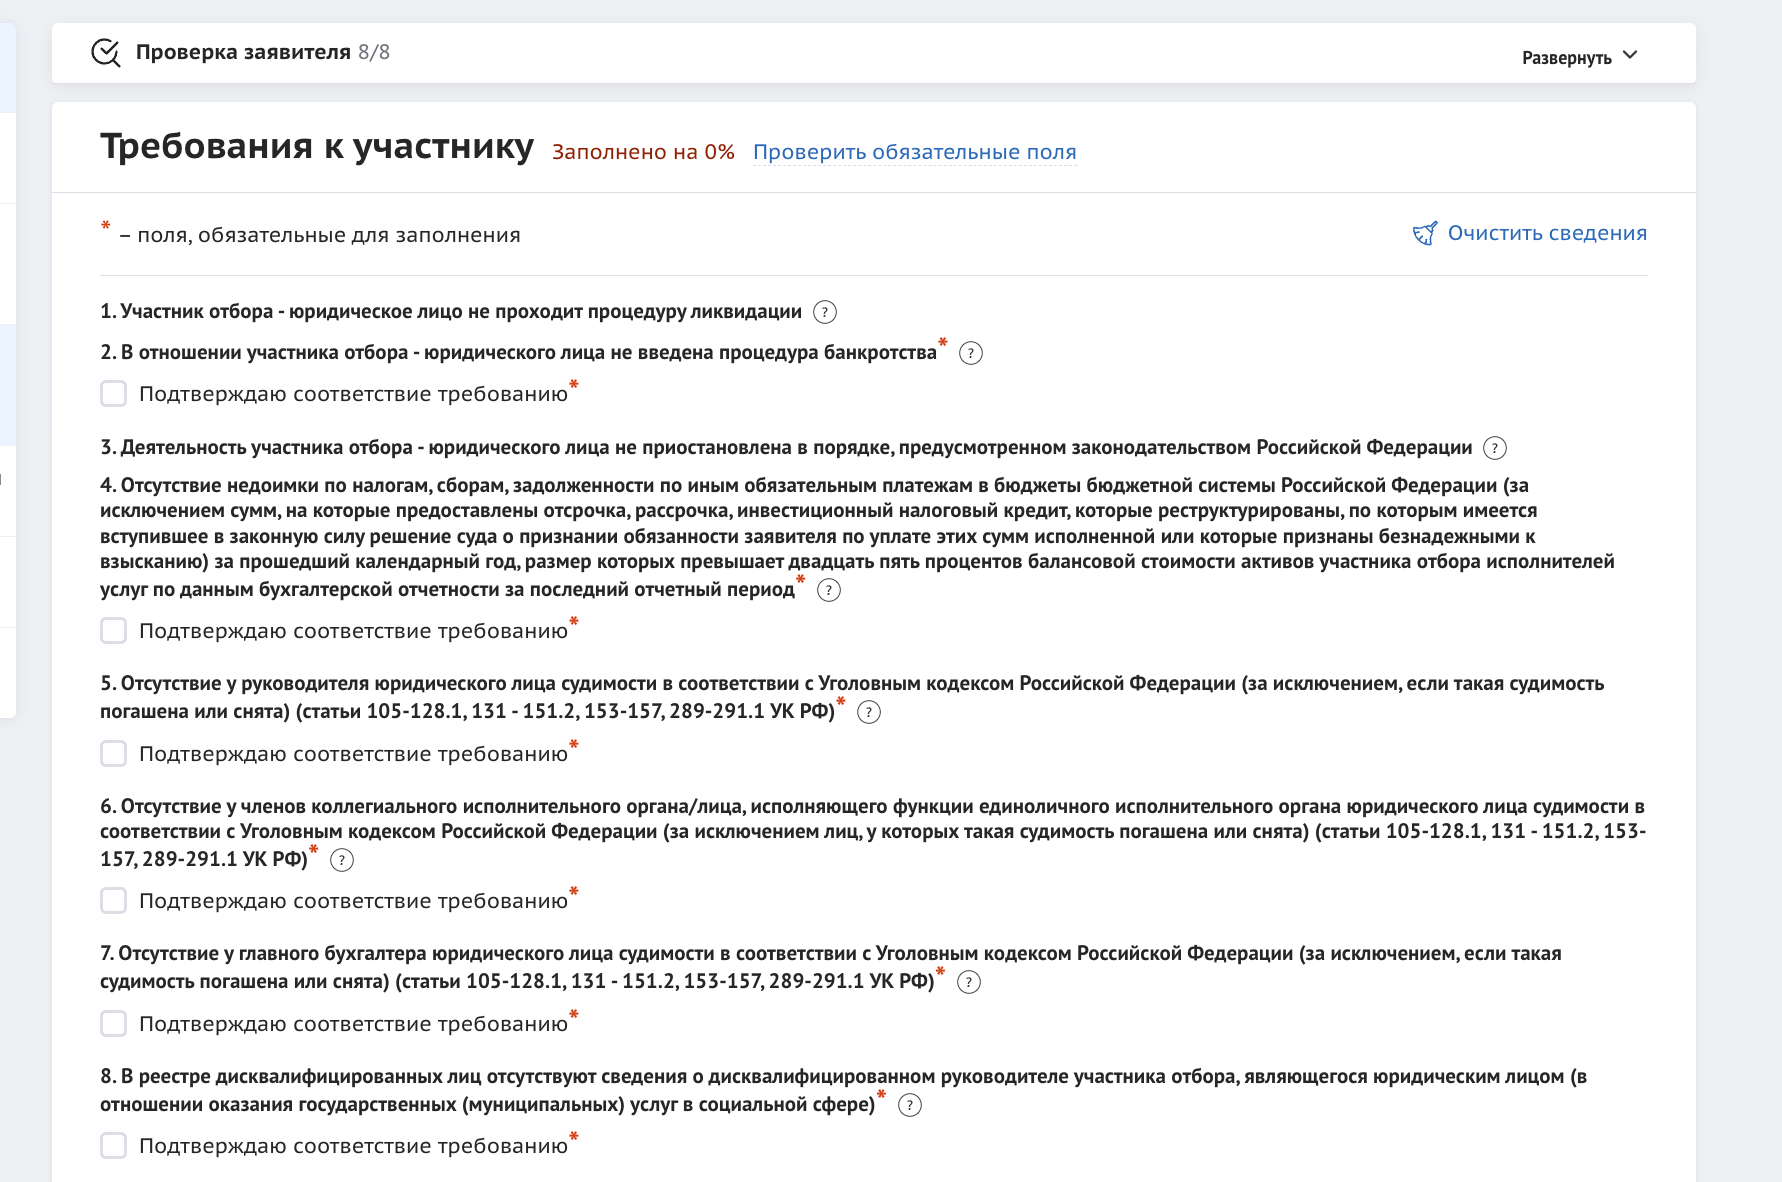 Проверка заявителя 8/8
Развернуть
Требования к участнику Заполнено на 0% Проверить обязательные поля
* – поля, обязательные для заполнения
Очистить сведения
1. Участник отбора - юридическое лицо не проходит процедуру ликвидации ?
2. В отношении участника отбора - юридического лица не введена процедура банкротства* ?
Подтверждаю соответствие требованию*
3. Деятельность участника отбора - юридического лица не приостановлена в порядке, предусмотренном законодательством Российской Федерации ?
4. Отсутствие недоимки по налогам, сборам, задолженности по иным обязательным платежам в бюджеты бюджетной системы Российской Федерации (за
исключением сумм, на которые предоставлены отсрочка, рассрочка, инвестиционный налоговый кредит, которые реструктурированы, по которым имеется
вступившее в законную силу решение суда о признании обязанности заявителя по уплате этих сумм исполненной или которые признаны безнадежными к
взысканию) за прошедший календарный год, размер которых превышает двадцать пять процентов балансовой стоимости активов участника отбора исполнителей
услуг по данным бухгалтерской отчетности за последний отчетный период* ?
Подтверждаю соответствие требованию*
5. Отсутствие у руководителя юридического лица судимости в соответствии с Уголовным кодексом Российской Федерации (за исключением, если такая судимость
погашена или снята) (статьи 105-128.1, 131 - 151.2, 153-157, 289-291.1 УК РФ)* ?
Подтверждаю соответствие требованию*
6. Отсутствие у членов коллегиального исполнительного органа/лица, исполняющего функции единоличного исполнительного органа юридического лица судимости в
соответствии с Уголовным кодексом Российской Федерации (за исключением лиц, у которых такая судимость погашена или снята) (статьи 105-128.1, 131 - 151.2, 153-
157, 289-291.1 УК РФ)* ?
Подтверждаю соответствие требованию*
7. Отсутствие у главного бухгалтера юридического лица судимости в соответствии с Уголовным кодексом Российской Федерации (за исключением, если такая
судимость погашена или снята) (статьи 105-128.1, 131 - 151.2, 153-157, 289-291.1 УК РФ)* ?
Подтверждаю соответствие требованию*
8. В реестре дисквалифицированных лиц отсутствуют сведения о дисквалифицированном руководителе участника отбора, являющегося юридическим лицом (в
отношении оказания государственных (муниципальных) услуг в социальной сфере)* ?
Подтверждаю соответствие требованию*